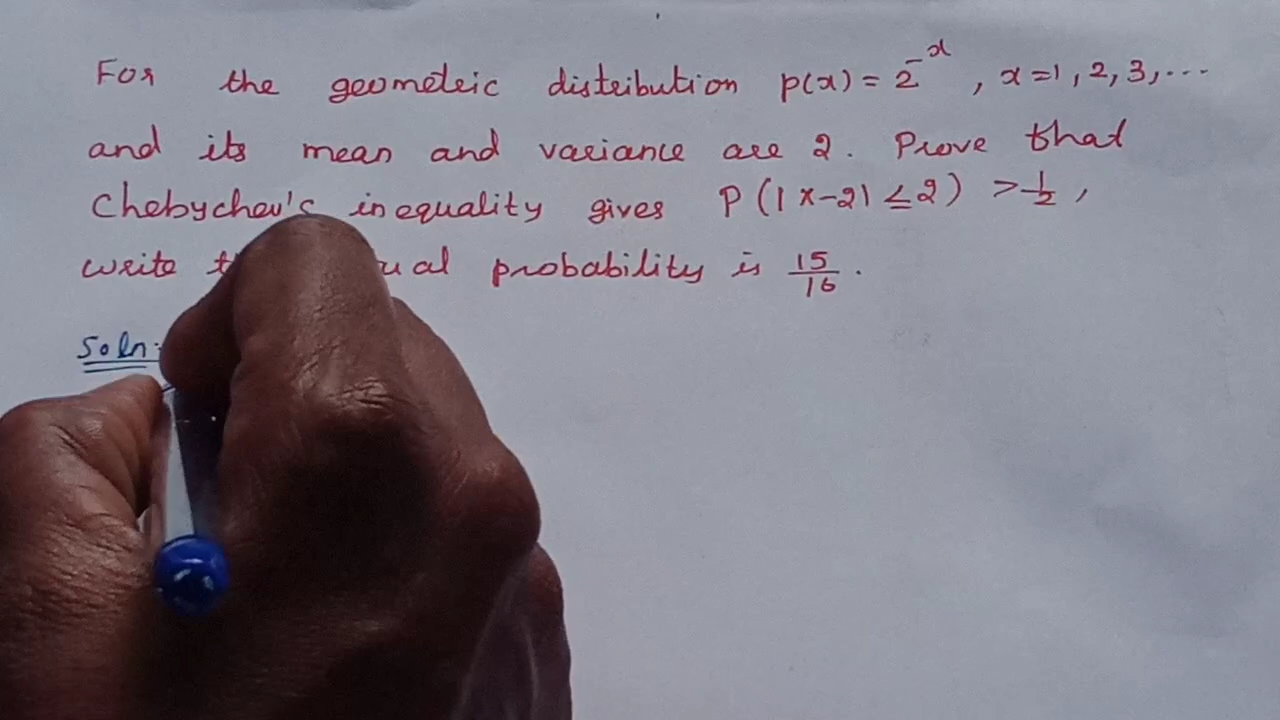 For the geometric distribution p(x) = 2^-x, x=1, 2, 3,...
and its mean and variance are 2. Prove that
Chebychev's inequality gives P(|x-2| ≤2) > 1/2,
write probability is 15/16.
Soln: